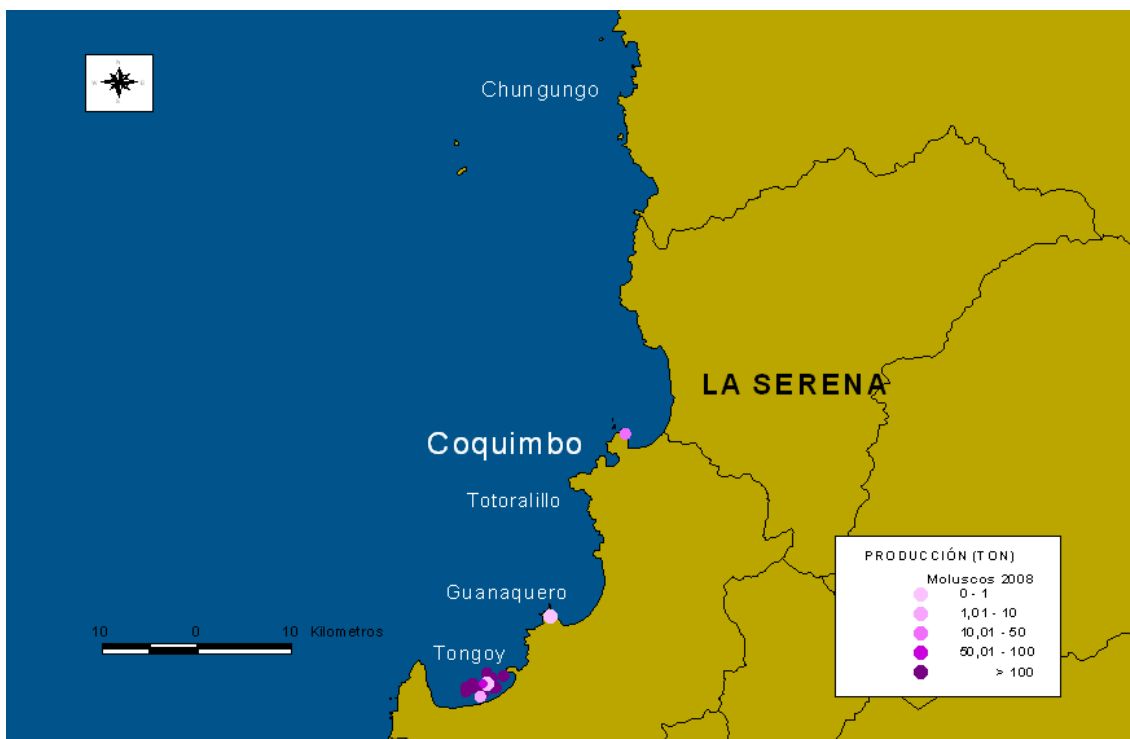 N
W E
S
Chungungo
LA SERENA
Coquimbo
Totoralillo
Guanaquero
Tongoy
10 0 10 Kilometros
PRODUCCIÓN (TON)
Moluscos 2008
0 - 1
1,01 - 10
10,01 - 50
50,01 - 100
> 100